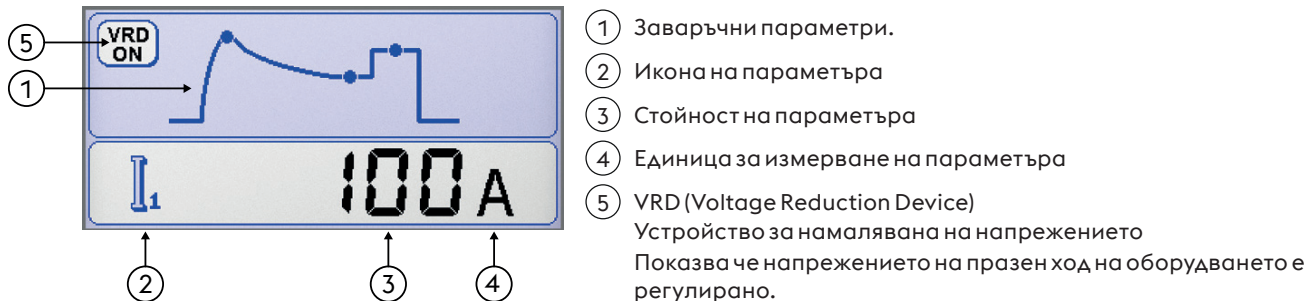 VRD
ON
100 A
I1
5
1
2
3
4
1 Заваръчни параметри.
2 Икона на параметъра
3 Стойност на параметъра
4 Единица за измерване на параметъра
5 VRD (Voltage Reduction Device)
Устройство за намалявана на напрежението
Показва че напрежението на празен ход на оборудването е
регулирано.